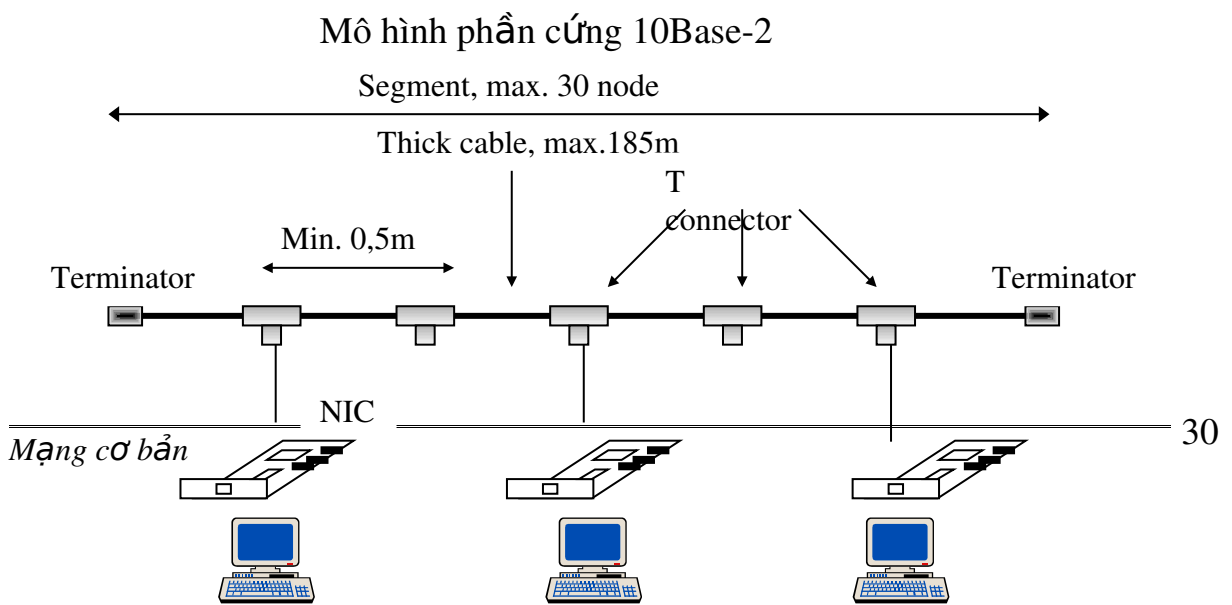 Mô hình phần cứng 10Base-2
Segment, max. 30 node
Thick cable, max.185m
T
connector
Min. 0,5m
Terminator
Terminator
NIC
30
Mạng cơ bản